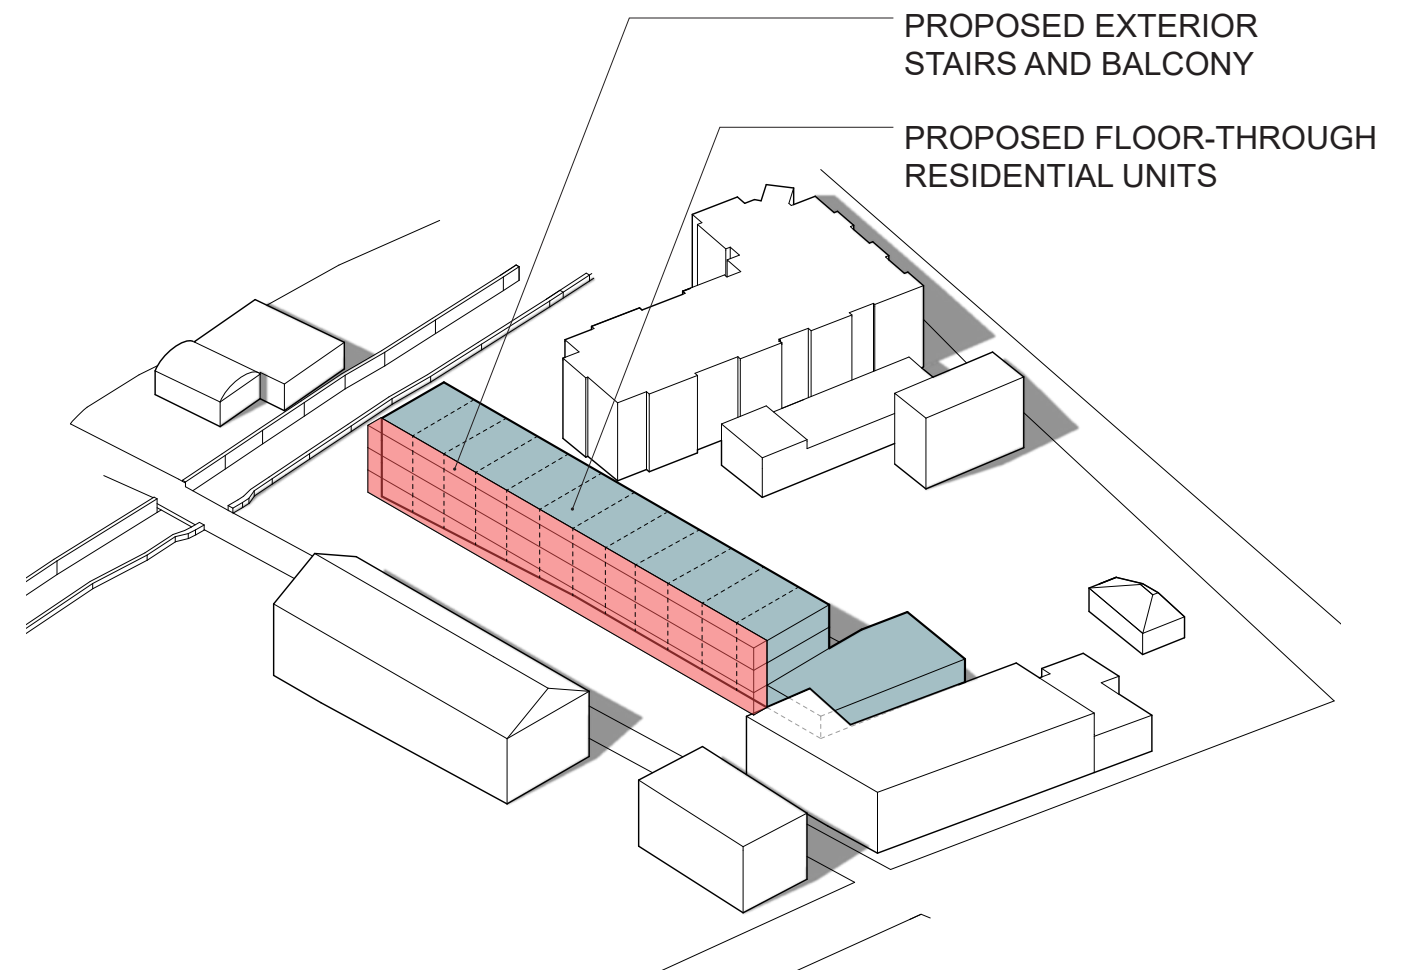 PROPOSED EXTERIOR
STAIRS AND BALCONY
PROPOSED FLOOR-THROUGH
RESIDENTIAL UNITS